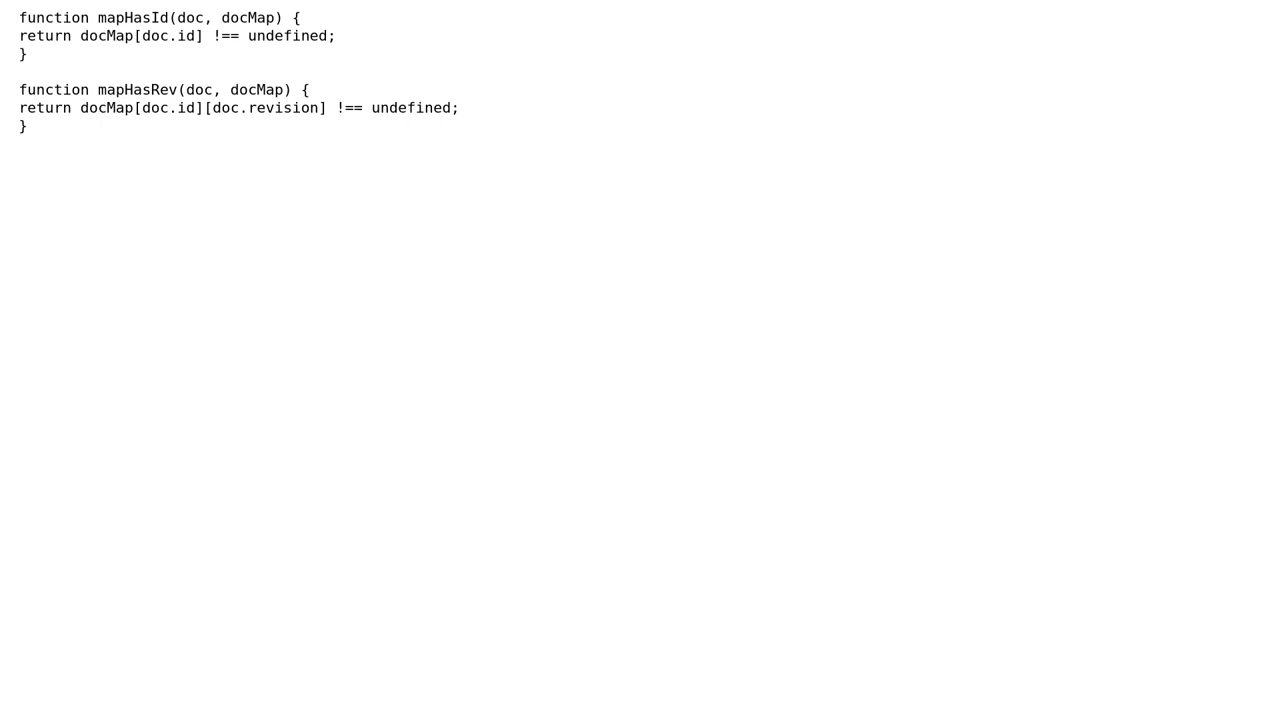 function mapHasId(doc, docMap) {
return docMap[doc.id] !== undefined;
}

function mapHasRev(doc, docMap) {
return docMap[doc.id][doc.revision] !== undefined;
}